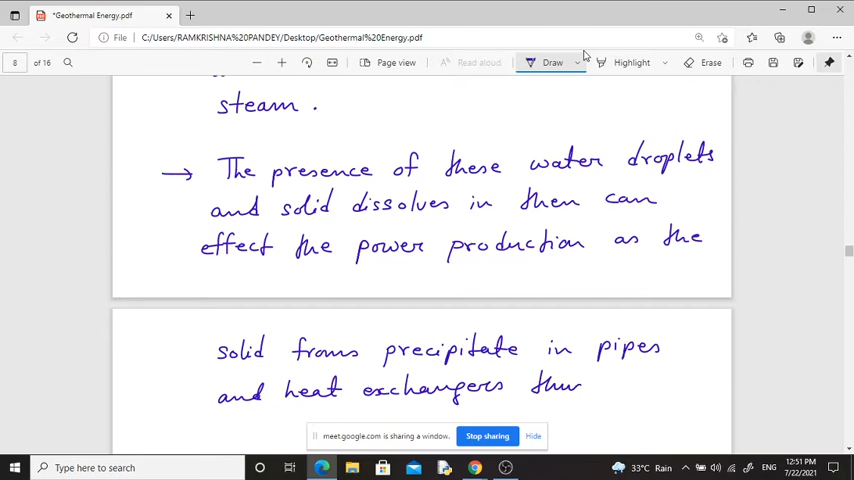 *Geothermal Energy.pdf
File C:/Users/RAMKRISHNA%20PANDEY/Desktop/Geothermal%20Energy.pdf
8 of 16 Page view Read aloud Draw Highlight Erase
steam.
→ The presence of these water droplets
and solid dissolves in then can
effect the power production as the
solid froms precipitate in pipes
and heat exchangers thus
meet.google.com is sharing a window. Stop sharing Hide
Type here to search 33°C Rain ENG 12:51 PM
7/22/2021